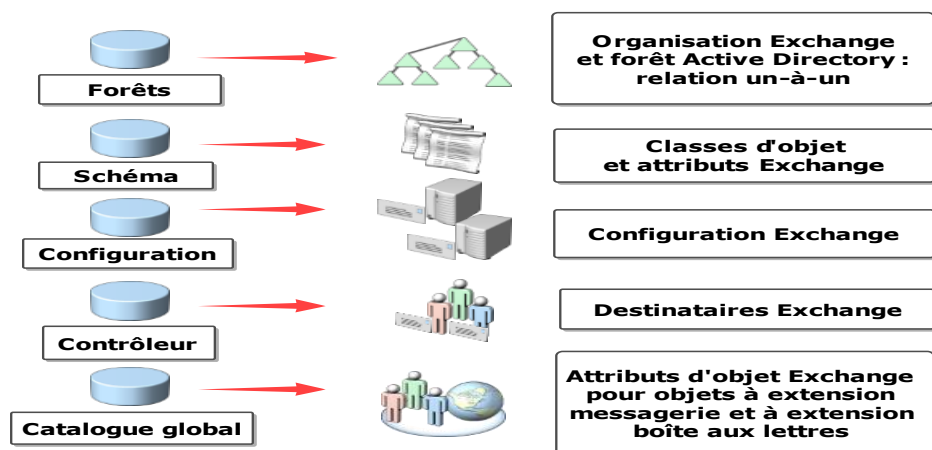 Forêts
Organisation Exchange
et forêt Active Directory :
relation un-à-un
Schéma
Classes d'objet
et attributs Exchange
Configuration
Configuration Exchange
Contrôleur
Destinataires Exchange
Catalogue global
Attributs d'objet Exchange
pour objets à extension
messagerie et à extension
boîte aux lettres